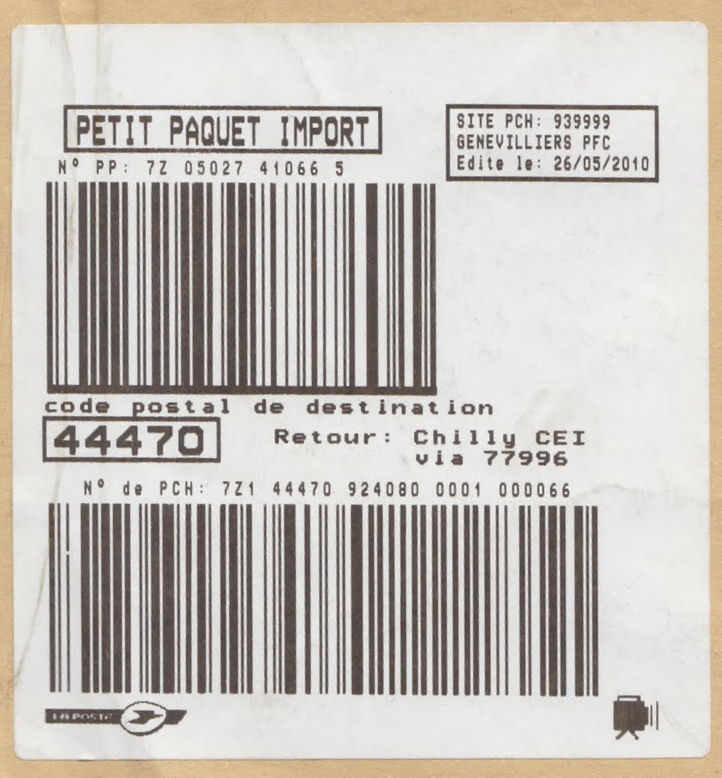 PETIT PAQUET IMPORT
SITE PCH: 939999
GENEVILLIERS PFC
Edite le: 26/05/2010
N° PP: 7Z 05027 41066 5
code postal de destination
44470
Retour: Chilly CEI
via 77996
N° de PCH: 7Z1 44470 924080 0001 000066
LA POSTE